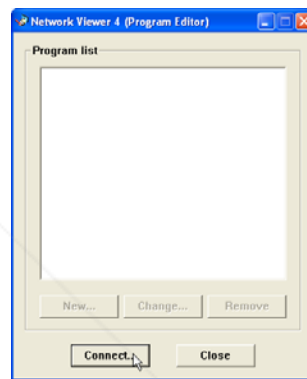 Network Viewer 4 (Program Editor)
Program list
New... Change... Remove
Connect... Close